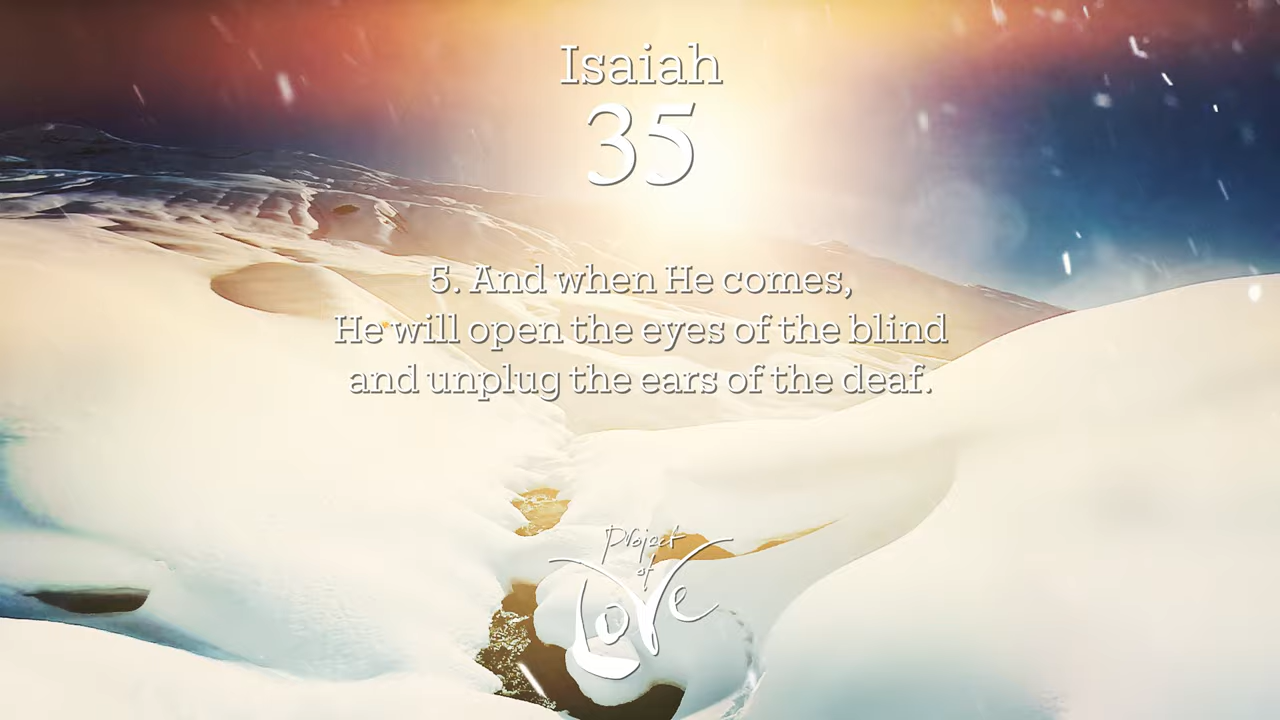 Isaiah
35
5. And when He comes,
He will open the eyes of the blind
and unplug the ears of the deaf.
Project
of
Love